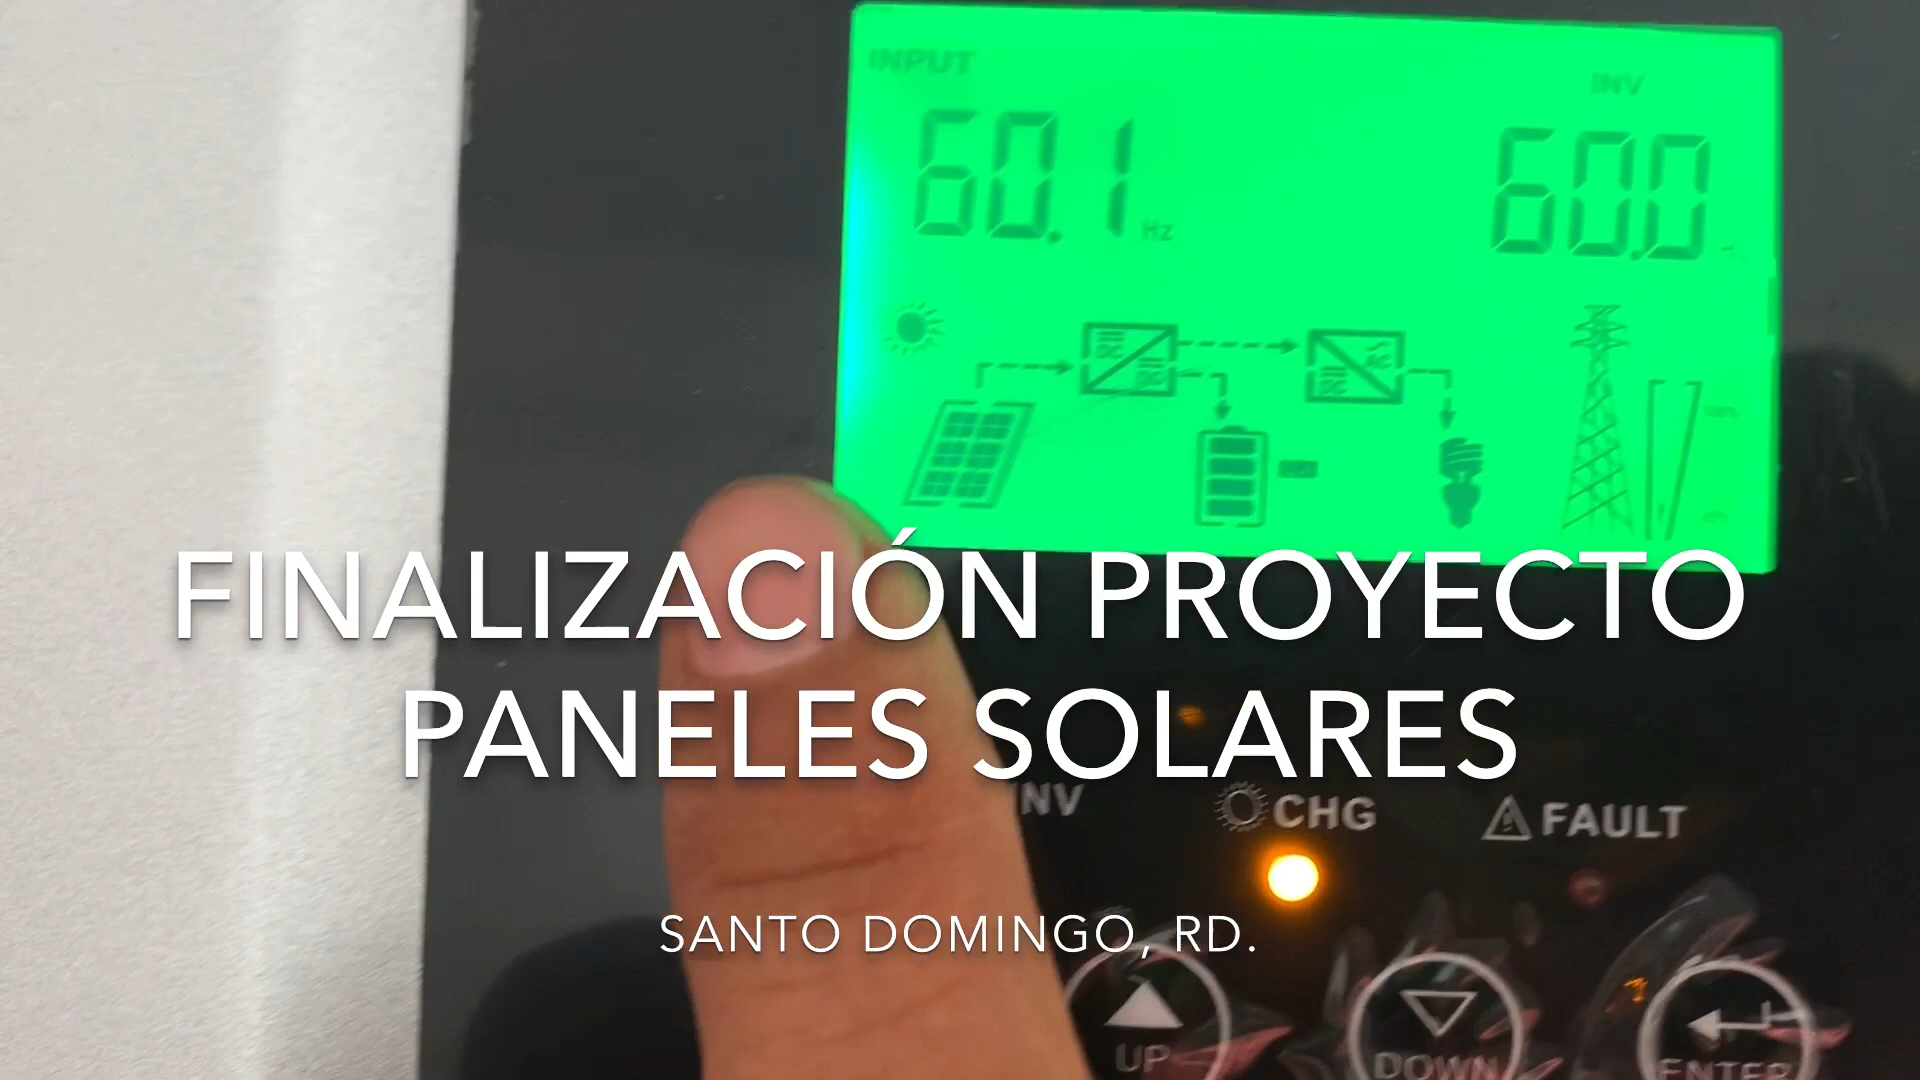 INPUT
INV
60.1 Hz
60.0
FINALIZACIÓN PROYECTO
PANELES SOLARES
INV
CHG
FAULT
SANTO DOMINGO, RD.
UP
DOWN
ENTER